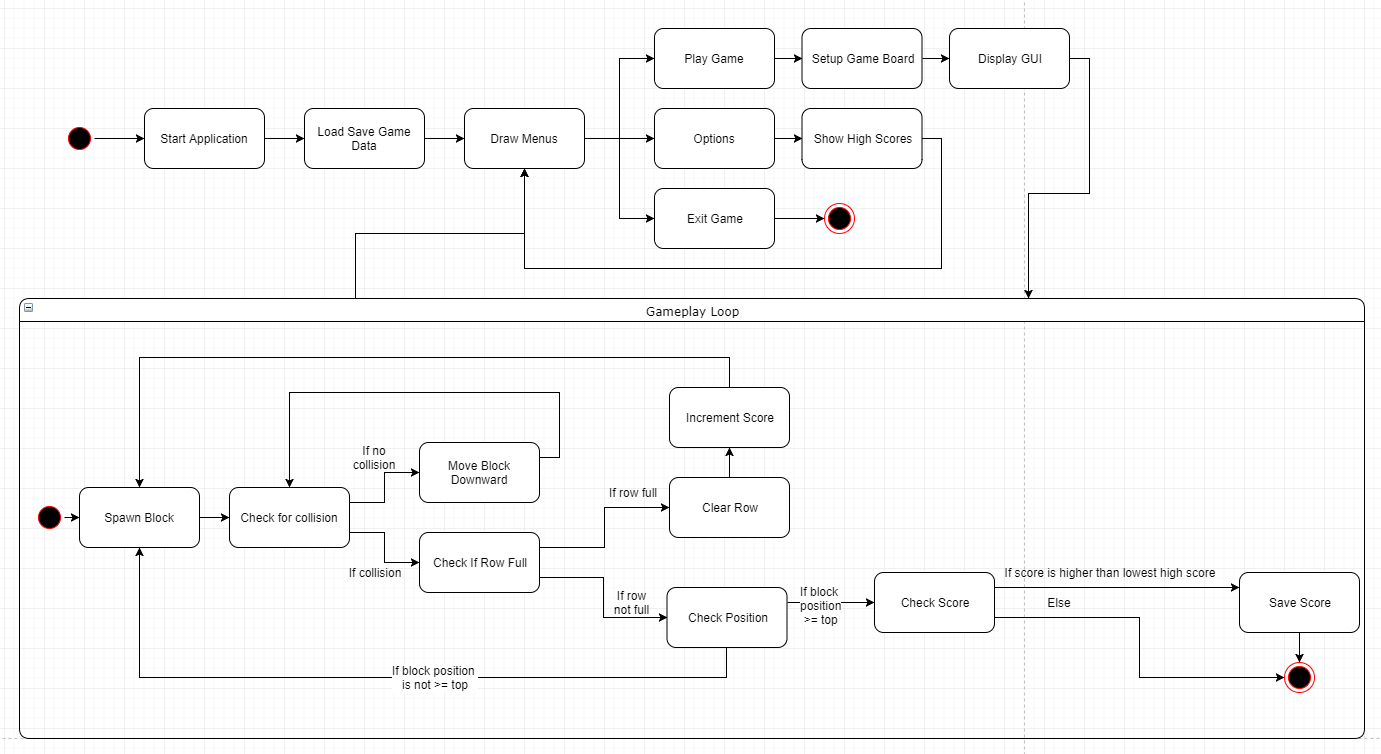 Play Game
Setup Game Board
Display GUI
Start Application
Load Save Game
Data
Draw Menus
Options
Show High Scores
Exit Game
Gameplay Loop
Increment Score
If no
collision
Move Block
Downward
If row full
Clear Row
Spawn Block
Check for collision
If collision
Check If Row Full
If row
not full
Check Position
If block
position
>= top
Check Score
If score is higher than lowest high score
Else
Save Score
If block position
is not >= top